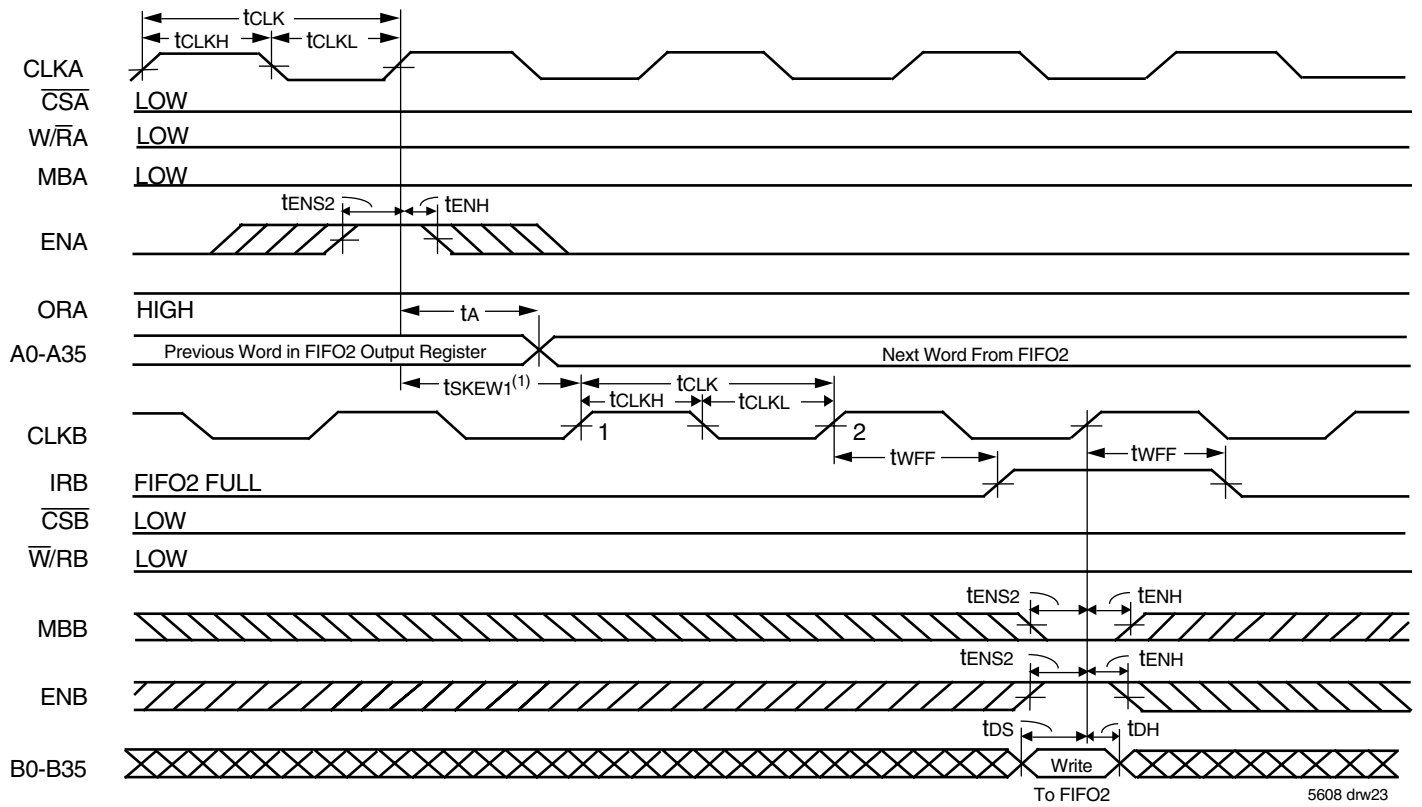 tCLK
tCLKH tCLKL
CLKA
CSA LOW
W/RA LOW
MBA LOW
tENS2 tENH
ENA
ORA HIGH
tA
A0-A35 Previous Word in FIFO2 Output Register Next Word From FIFO2
tSKEW1(1) tCLK
tCLKH tCLKL
CLKB 1 2
tWFF tWFF
IRB FIFO2 FULL
CSB LOW
W/RB LOW
tENS2 tENH
MBB
tENS2 tENH
ENB
tDS tDH
B0-B35 Write
To FIFO2 5608 drw23